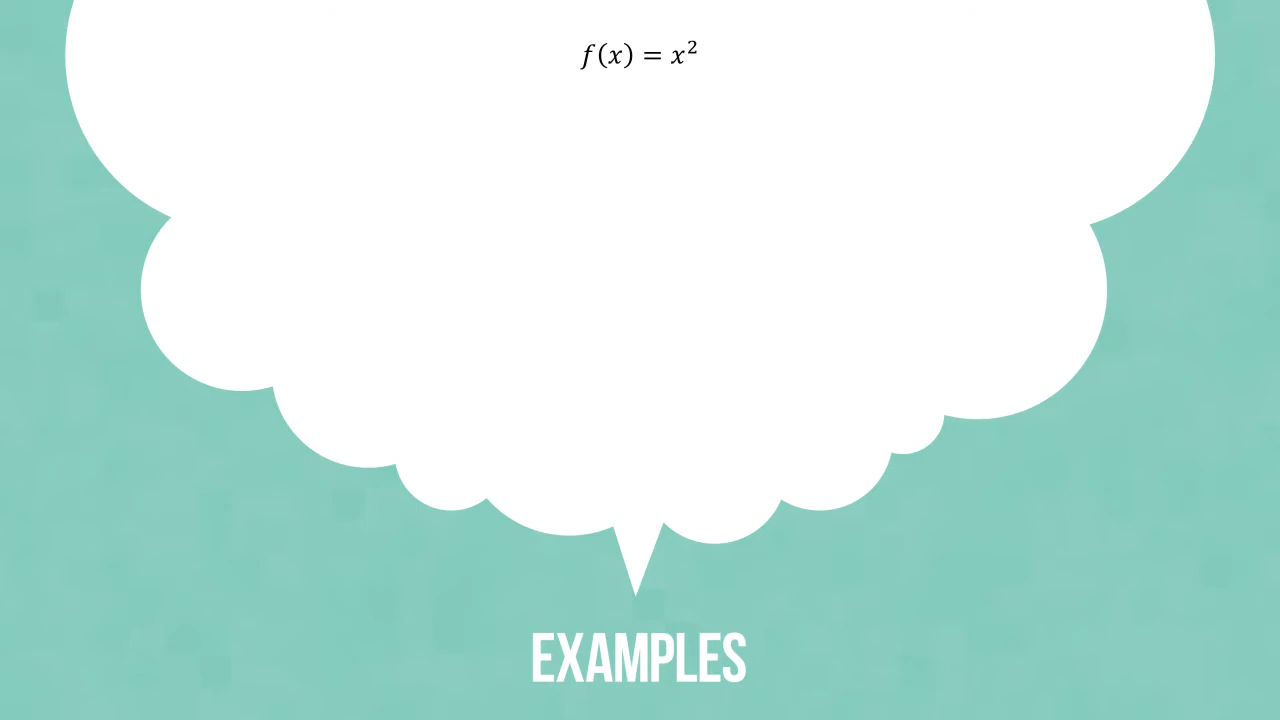 f(x) = x²
EXAMPLES